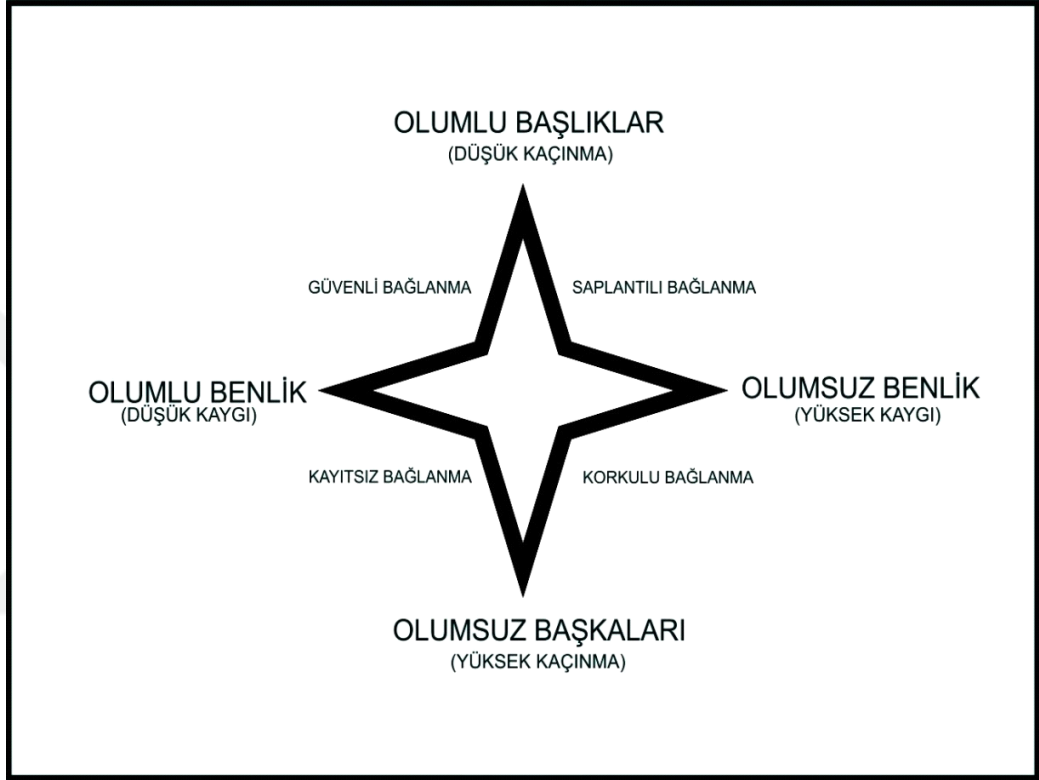 OLUMLU BAŞLIKLAR
(DÜŞÜK KAÇINMA)
GÜVENLİ BAĞLANMA
SAPLANTILI BAĞLANMA
OLUMLU BENLİK
(DÜŞÜK KAYGI)
OLUMSUZ BENLİK
(YÜKSEK KAYGI)
KAYITSIZ BAĞLANMA
KORKULU BAĞLANMA
OLUMSUZ BAŞKALARI
(YÜKSEK KAÇINMA)